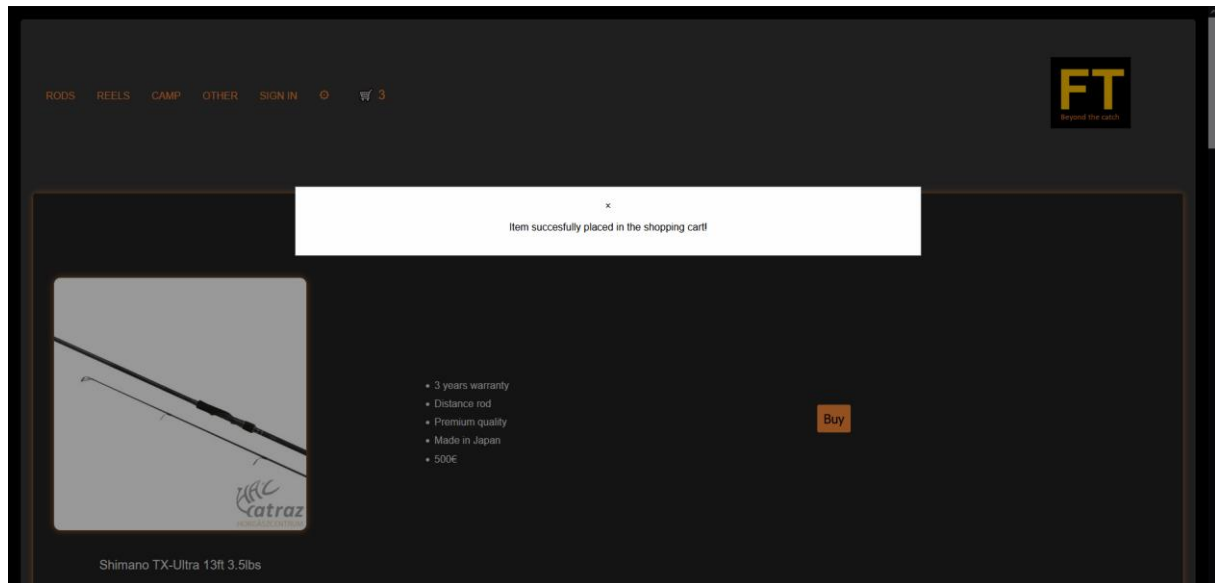 RODS REELS CAMP OTHER SIGN IN ⚙ 🛒 3
FT
Beyond the catch
×
Item succesfully placed in the shopping cart!
• 3 years warranty
• Distance rod
• Premium quality
• Made in Japan
• 500€
Buy
catraz
Shimano TX-Ultra 13ft 3.5lbs